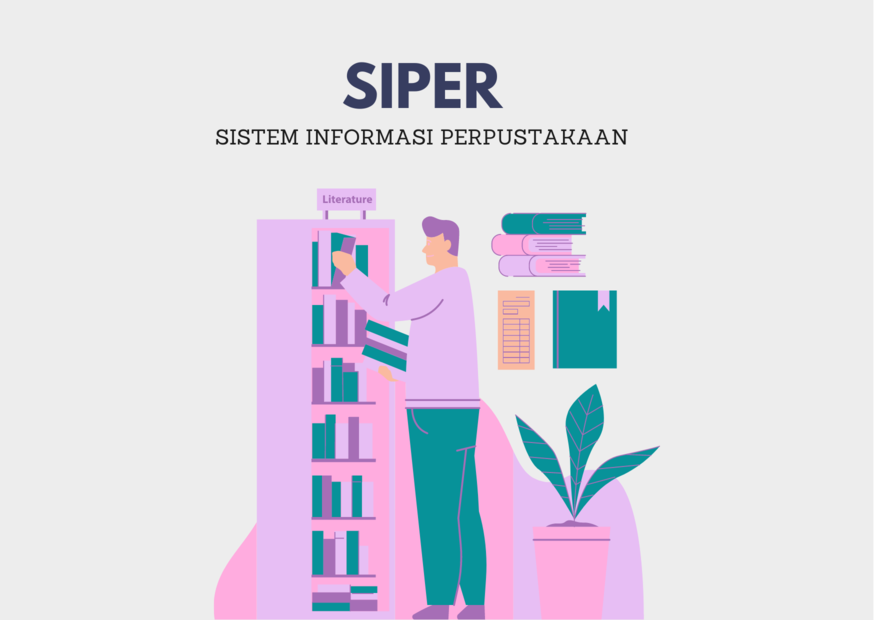 SIPER
SISTEM INFORMASI PERPUSTAKAAN
Literature